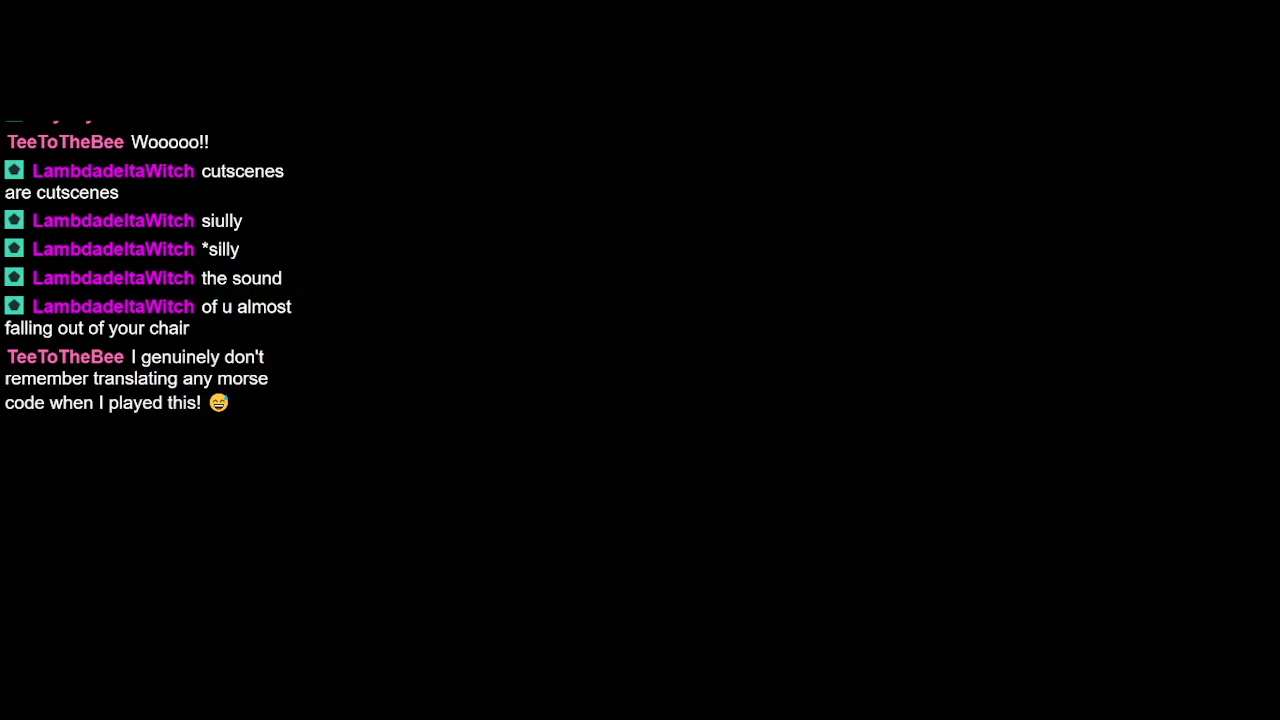 TeeToTheBee Wooooo!!
LambdadeltaWitch cutscenes
are cutscenes
LambdadeltaWitch siully
LambdadeltaWitch *silly
LambdadeltaWitch the sound
LambdadeltaWitch of u almost
falling out of your chair
TeeToTheBee I genuinely don't
remember translating any morse
code when I played this! 😅